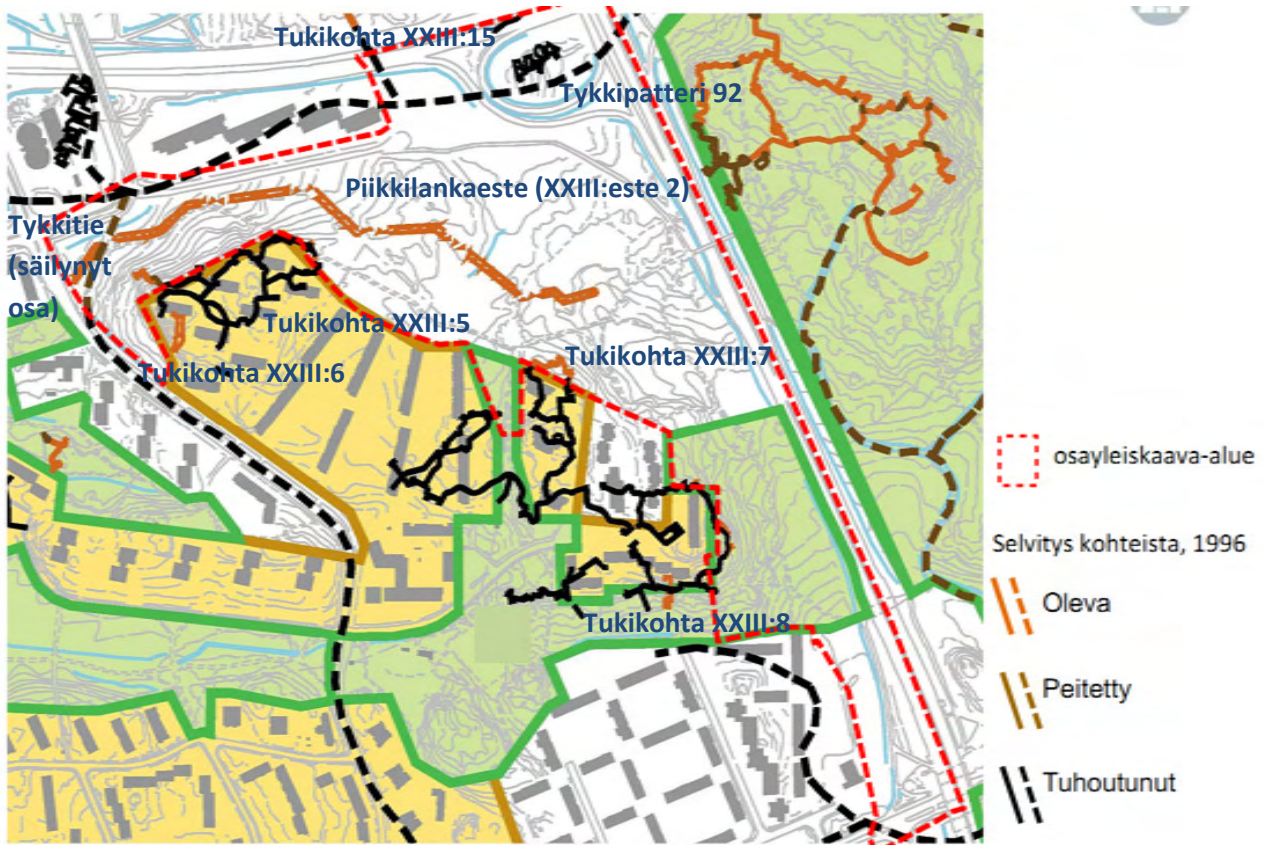 Tukikohta XXIII:15
Tykkipatteri 92
Piikkilankaeste (XXIII:este 2)
Tykkitie
(säilynyt
osa)
Tukikohta XXIII:5
Tukikohta XXIII:7
Tukikohta XXIII:6
Tukikohta XXIII:8
osayleiskaava-alue
Selvitys kohteista, 1996
Oleva
Peitetty
Tuhoutunut